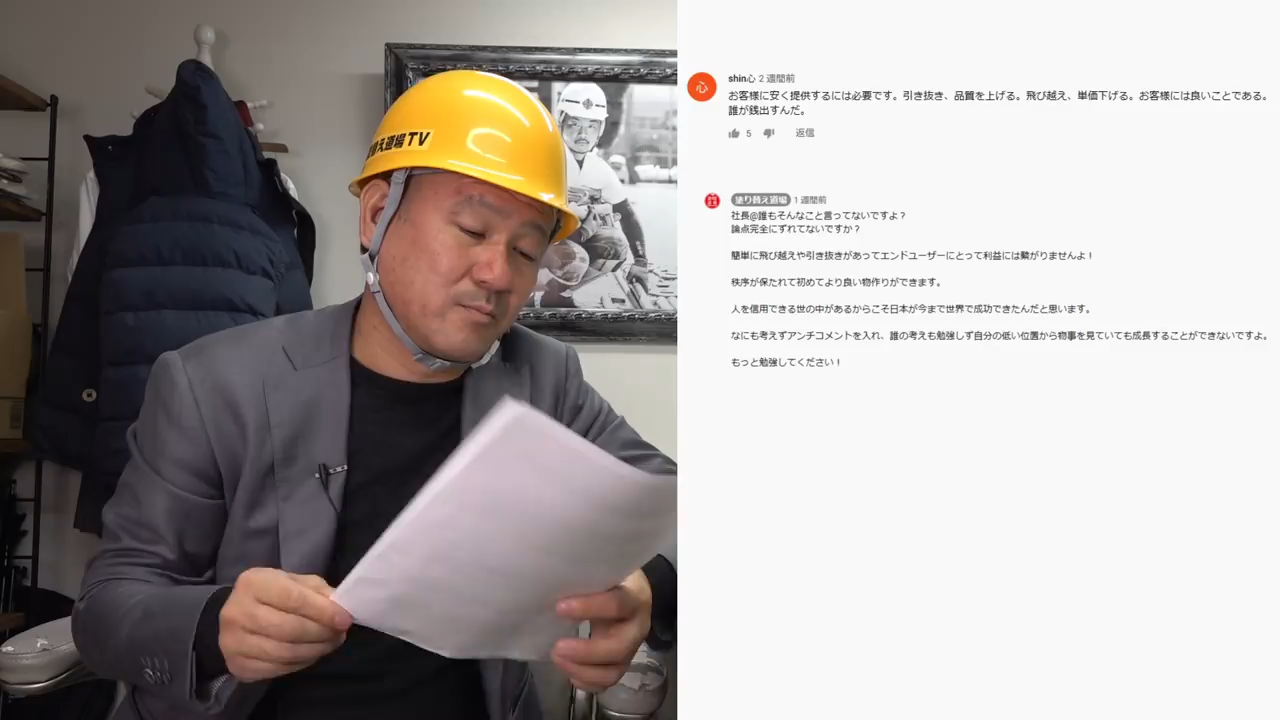 え道場TV
心
shin心 2 週間前
お客様に安く提供するには必要です。引き抜き、品質を上げる。飛び越え、単価下げる。お客様には良いことである。
誰が銭出すんだ。
5 返信
塗り替え道場 1 週間前
社長@誰もそんなこと言ってないですよ？
論点完全にずれてないですか？
簡単に飛び越えや引き抜きがあってエンドユーザーにとって利益には繋がりませんよ！
秩序が保たれて初めてより良い物作りができます。
人を信用できる世の中があるからこそ日本が今まで世界で成功できたんだと思います。
なにも考えずアンチコメントを入れ、誰の考えも勉強しず自分の低い位置から物事を見ていても成長することができないですよ。
もっと勉強してください！